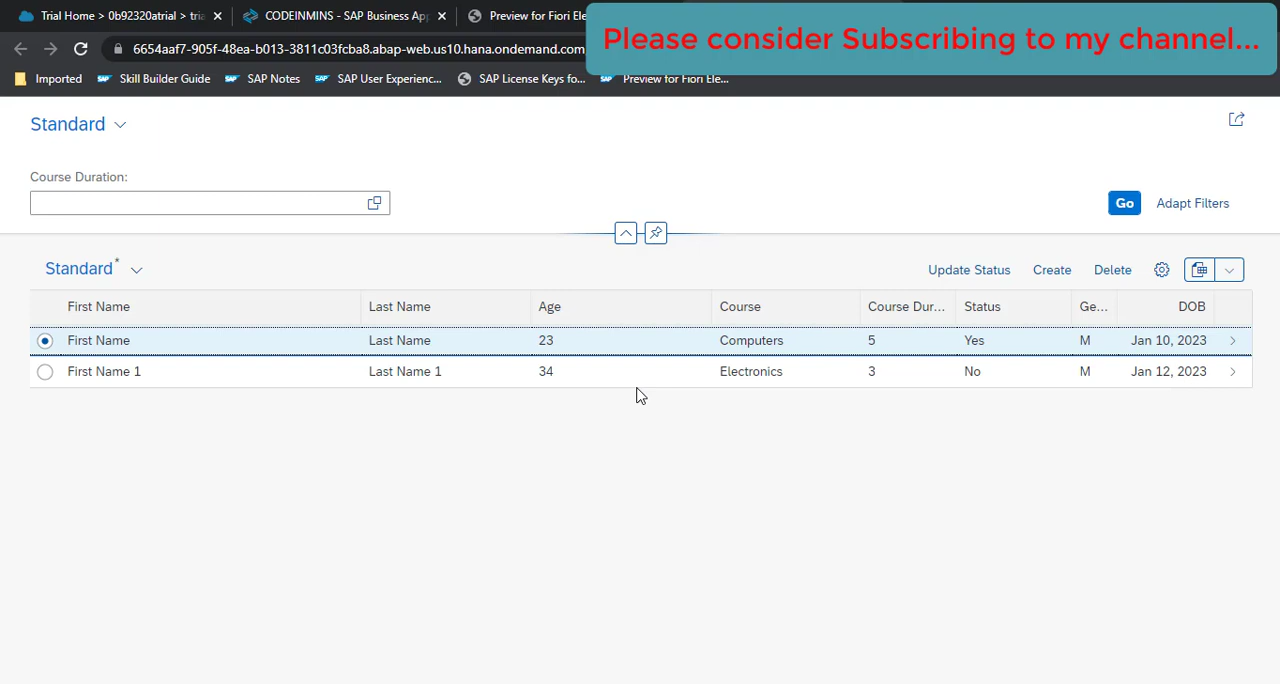 Trial Home > 0b92320atrial > tria
CODEINMINS - SAP Business App
Preview for Fiori Ele
Please consider Subscribing to my channel...
6654aaf7-905f-48ea-b013-3811c03fcba8.abap-web.us10.hana.ondemand.com
Imported
Skill Builder Guide
SAP Notes
SAP User Experienc...
SAP License Keys fo...
Preview for Fiori Ele...
Standard
Course Duration:
Go
Adapt Filters
Standard*
Update Status Create Delete
First Name Last Name Age Course Course Dur... Status Ge... DOB
First Name Last Name 23 Computers 5 Yes M Jan 10, 2023
First Name 1 Last Name 1 34 Electronics 3 No M Jan 12, 2023